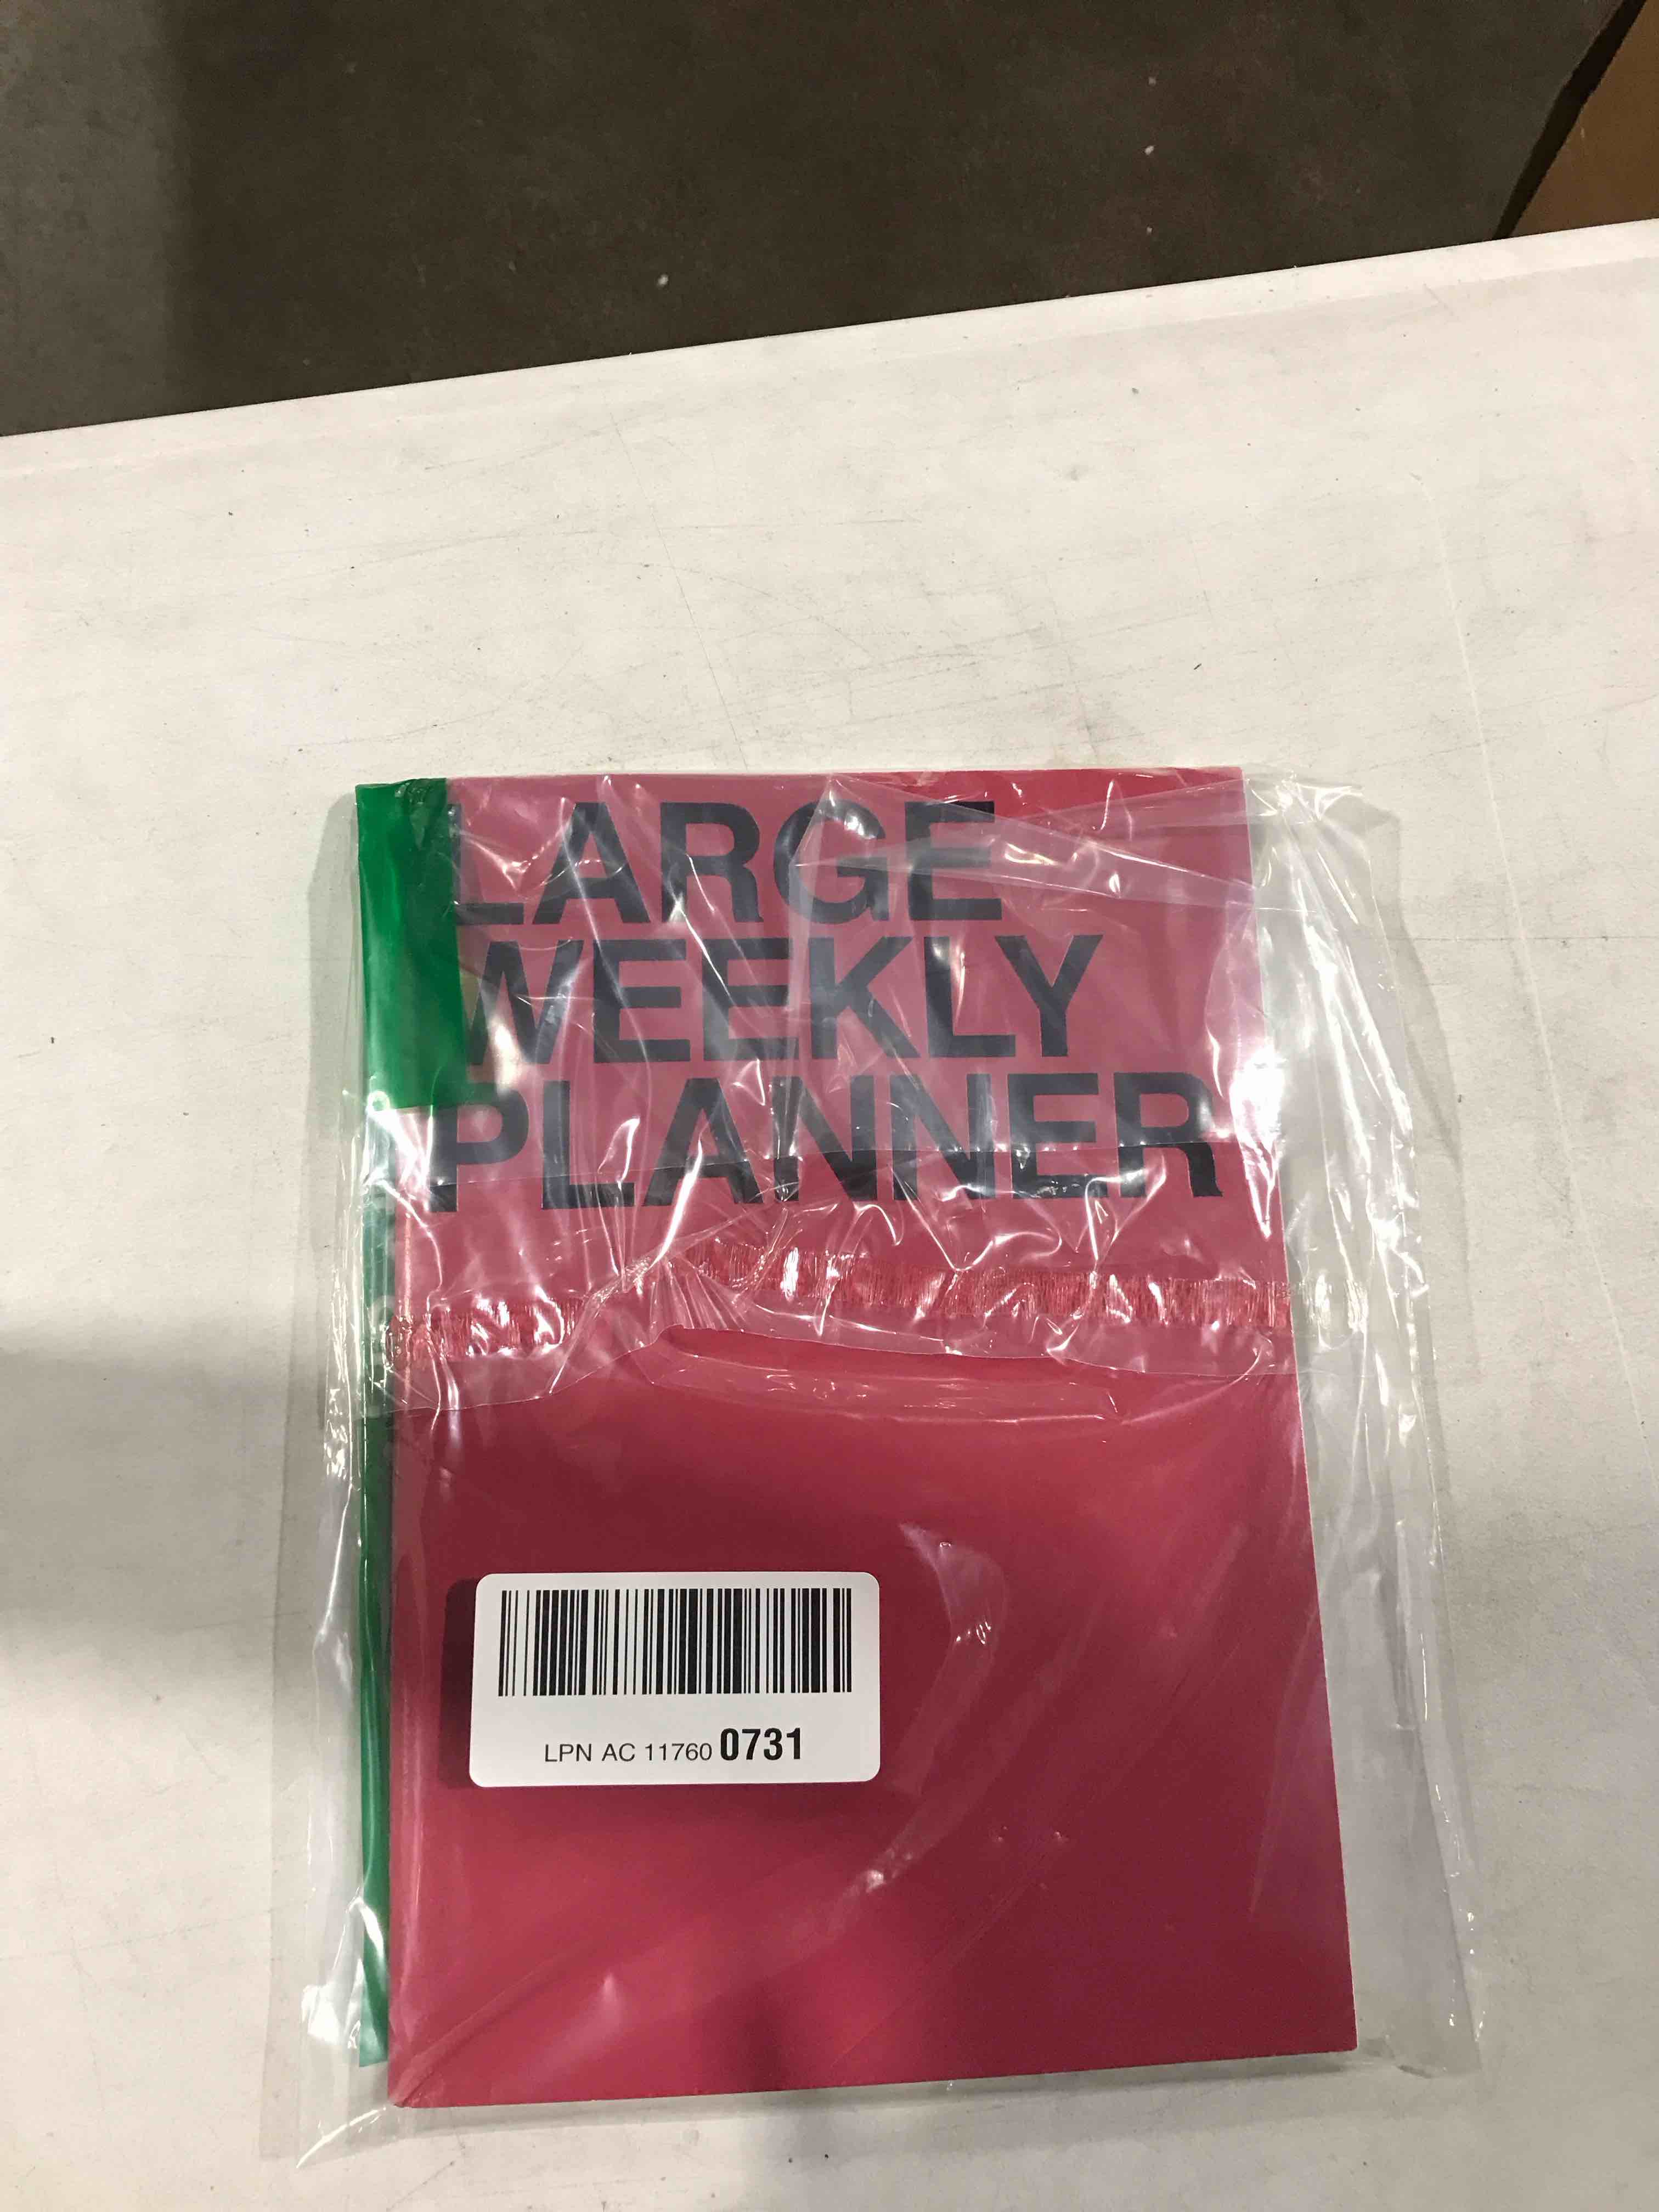 LARGE
WEEKLY
PLANNER
LPN AC 11760 0731